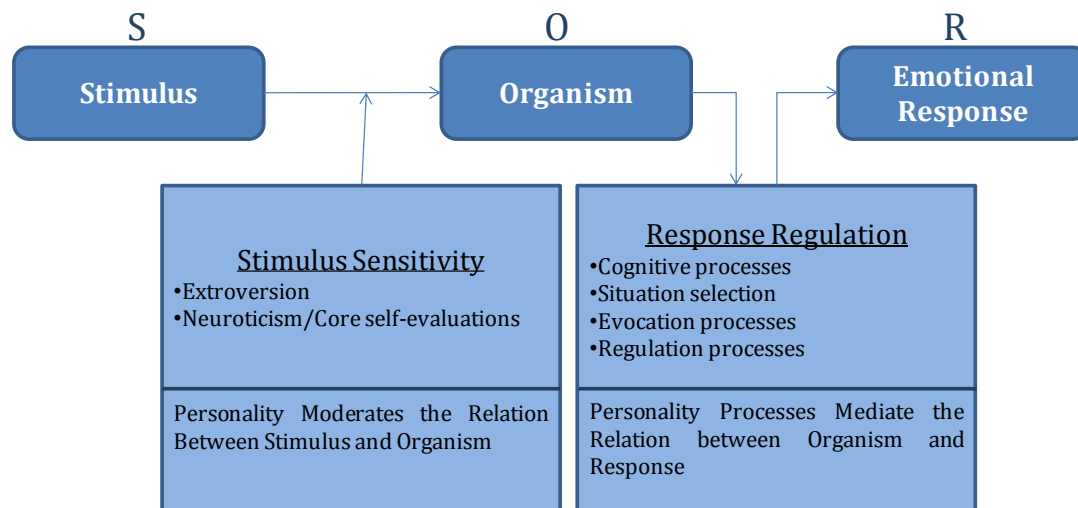 S
O
R
Stimulus
Organism
Emotional
Response
Stimulus Sensitivity
•Extroversion
•Neuroticism/Core self-evaluations
Personality Moderates the Relation
Between Stimulus and Organism
Response Regulation
•Cognitive processes
•Situation selection
•Evocation processes
•Regulation processes
Personality Processes Mediate the
Relation between Organism and
Response